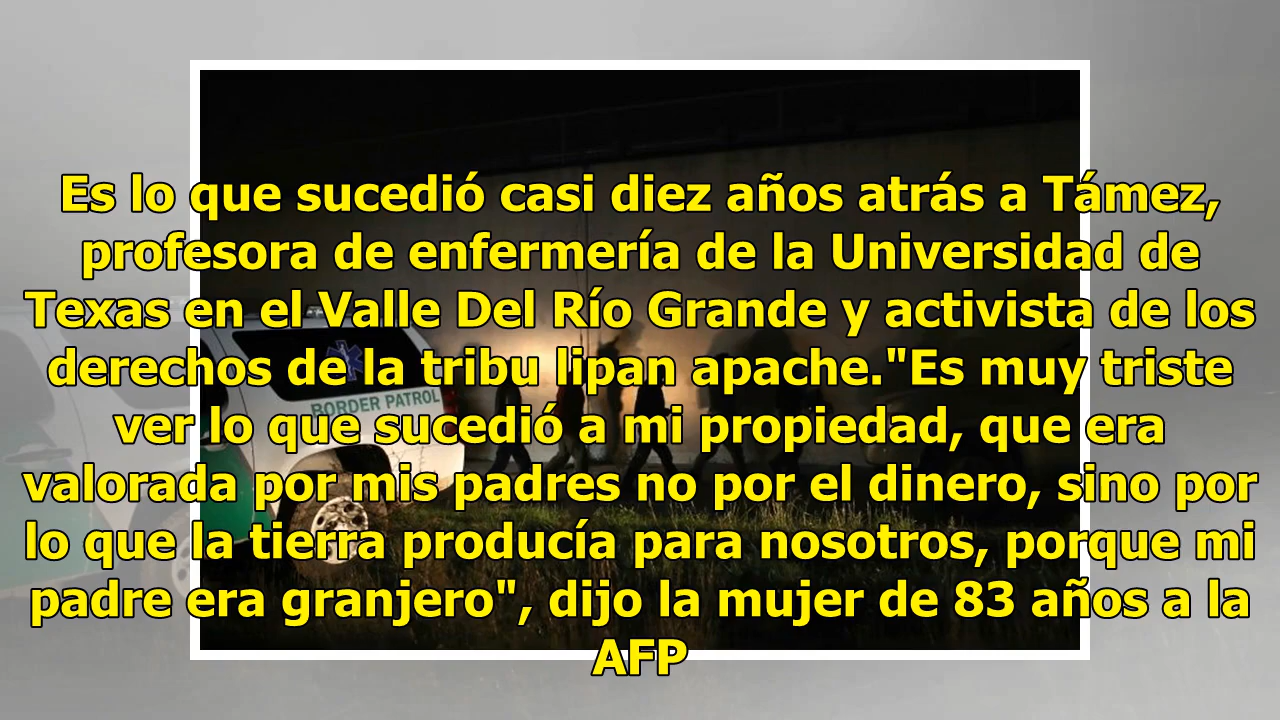 Es lo que sucedió casi diez años atrás a Támez,
profesora de enfermería de la Universidad de
Texas en el Valle Del Río Grande y activista de los
derechos de la tribu lipan apache."Es muy triste
ver lo que sucedió a mi propiedad, que era
valorada por mis padres no por el dinero, sino por
lo que la tierra producía para nosotros, porque mi
padre era granjero", dijo la mujer de 83 años a la
AFP
BORDER PATROL